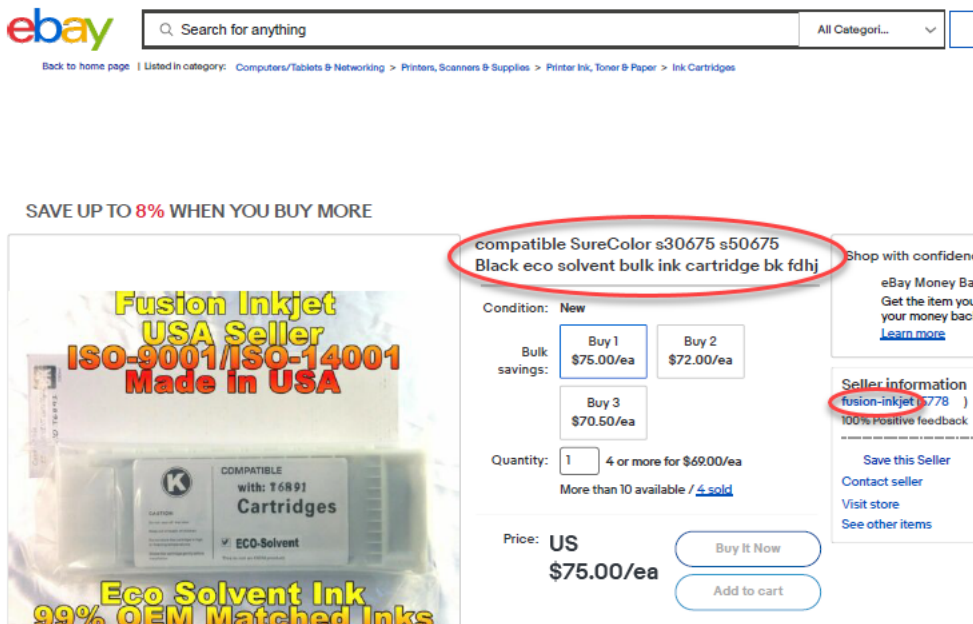 ebay
Search for anything
All Categori...
Back to home page | Listed in category: Computers/Tablets & Networking > Printers, Scanners & Supplies > Printer Ink, Toner & Paper > Ink Cartridges
SAVE UP TO 8% WHEN YOU BUY MORE
Fusion Inkjet
USA Seller
ISO-9001/ISO-14001
Made in USA
K
COMPATIBLE
with: T6891
Cartridges
CAUTION
ECO-Solvent
Eco Solvent Ink
99% OEM Matched Inks
compatible SureColor s30675 s50675
Black eco solvent bulk ink cartridge bk fdhj
Condition: New
Bulk savings:
Buy 1
$75.00/ea
Buy 2
$72.00/ea
Buy 3
$70.50/ea
Quantity: 1 4 or more for $69.00/ea
More than 10 available / 4 sold
Price: US
$75.00/ea
Buy It Now
Add to cart
Shop with confidenc
eBay Money Ba
Get the item you
your money bac
Learn more
Seller information
fusion-inkjet (5778 )
100% Positive feedback
Save this Seller
Contact seller
Visit store
See other items